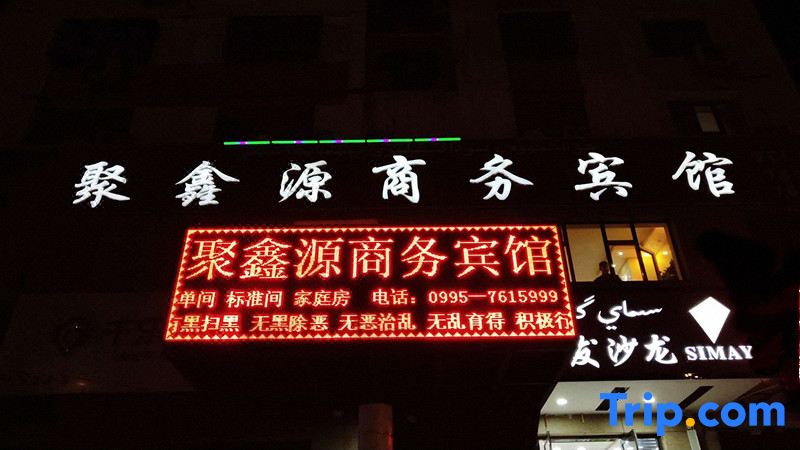 聚鑫源商务宾馆
聚鑫源商务宾馆
单间 标准间 家庭房 电话：0995—7615999
有黑扫黑 无黑除恶 无恶治乱 无乱育得 积极行
سىماي
发沙龙 SIMAY
Trip.com